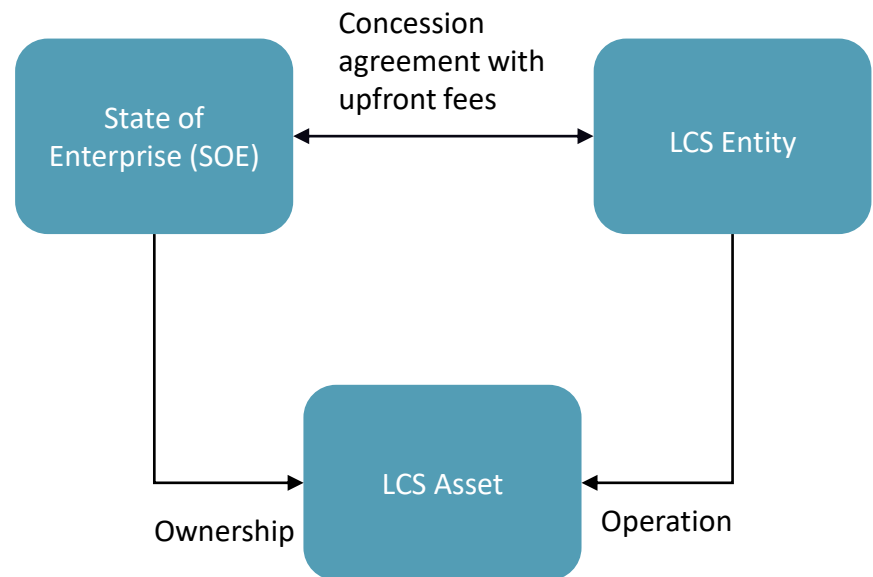 Concession
agreement with
upfront fees
State of
Enterprise (SOE)
LCS Entity
LCS Asset
Ownership
Operation